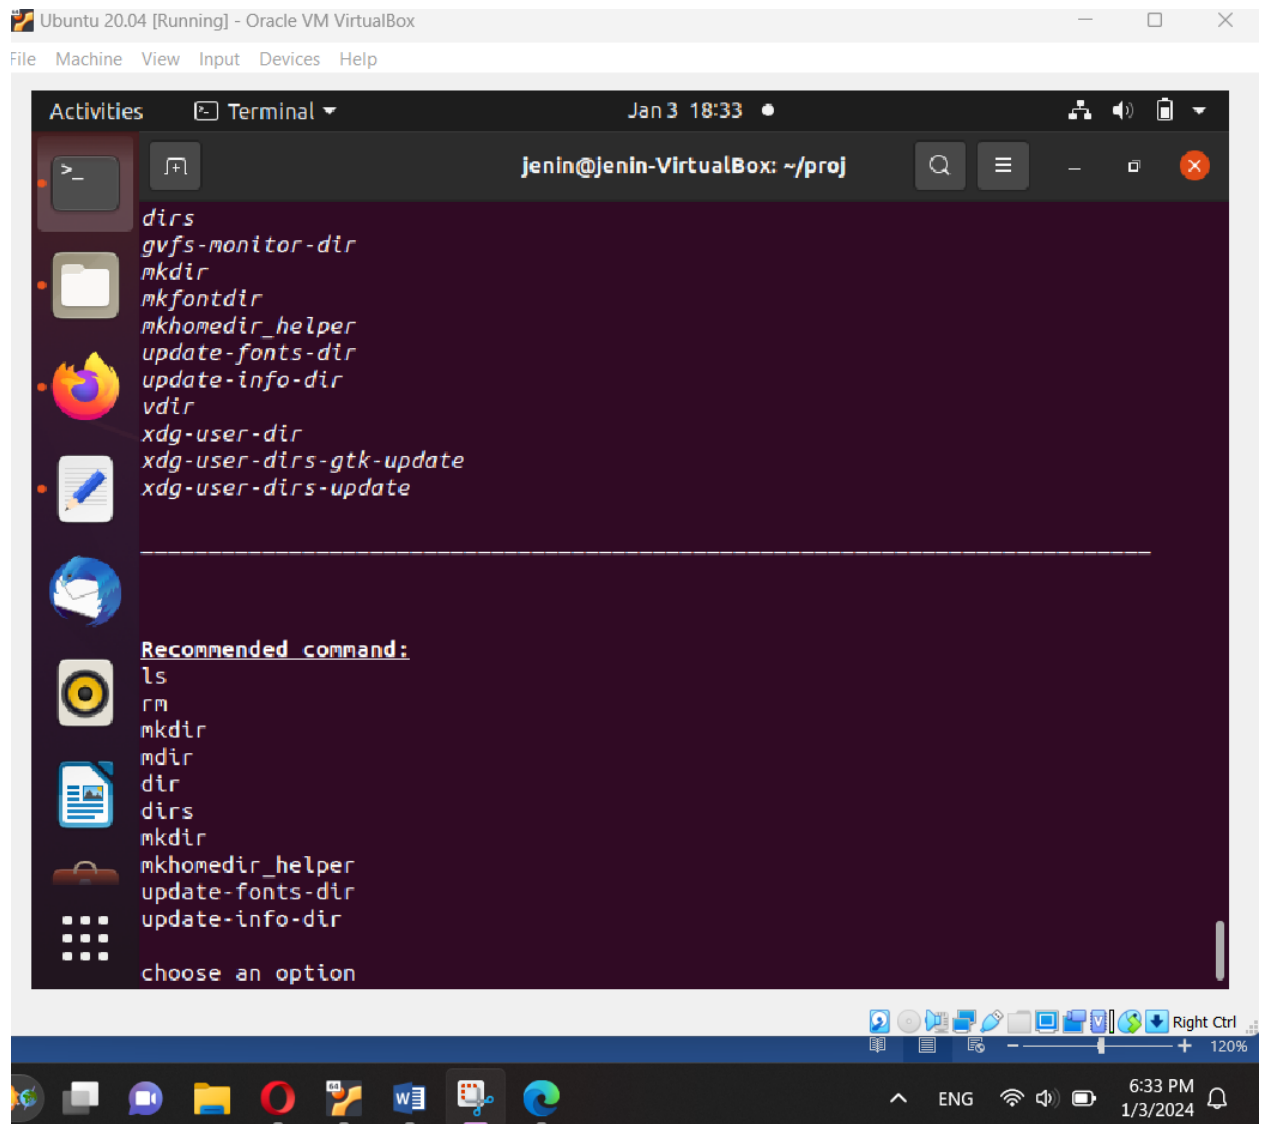 Ubuntu 20.04 [Running] - Oracle VM VirtualBox
File Machine View Input Devices Help
Activities Terminal Jan 3 18:33
jenin@jenin-VirtualBox: ~/proj
dirs
gvfs-monitor-dir
mkdir
mkfontdir
mkhomedir_helper
update-fonts-dir
update-info-dir
vdir
xdg-user-dir
xdg-user-dirs-gtk-update
xdg-user-dirs-update
Recommended command:
ls
rm
mkdir
mdir
dir
dirs
mkdir
mkhomedir_helper
update-fonts-dir
update-info-dir
choose an option
Right Ctrl
120%
64
ENG
6:33 PM
1/3/2024